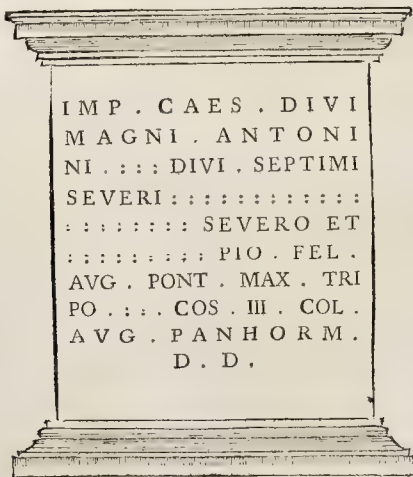 IMP . CAES . DIVI
MAGNI . ANTONI
NI . : : : DIVI . SEPTIMI
SEVERI : : : : : : : : : : : :
: : : : : : : : SEVERO ET
: : : : : : : : : PIO . FEL .
AVG . PONT . MAX . TRI
PO . : : . COS . III . COL .
AVG . PANHORM .
D . D .